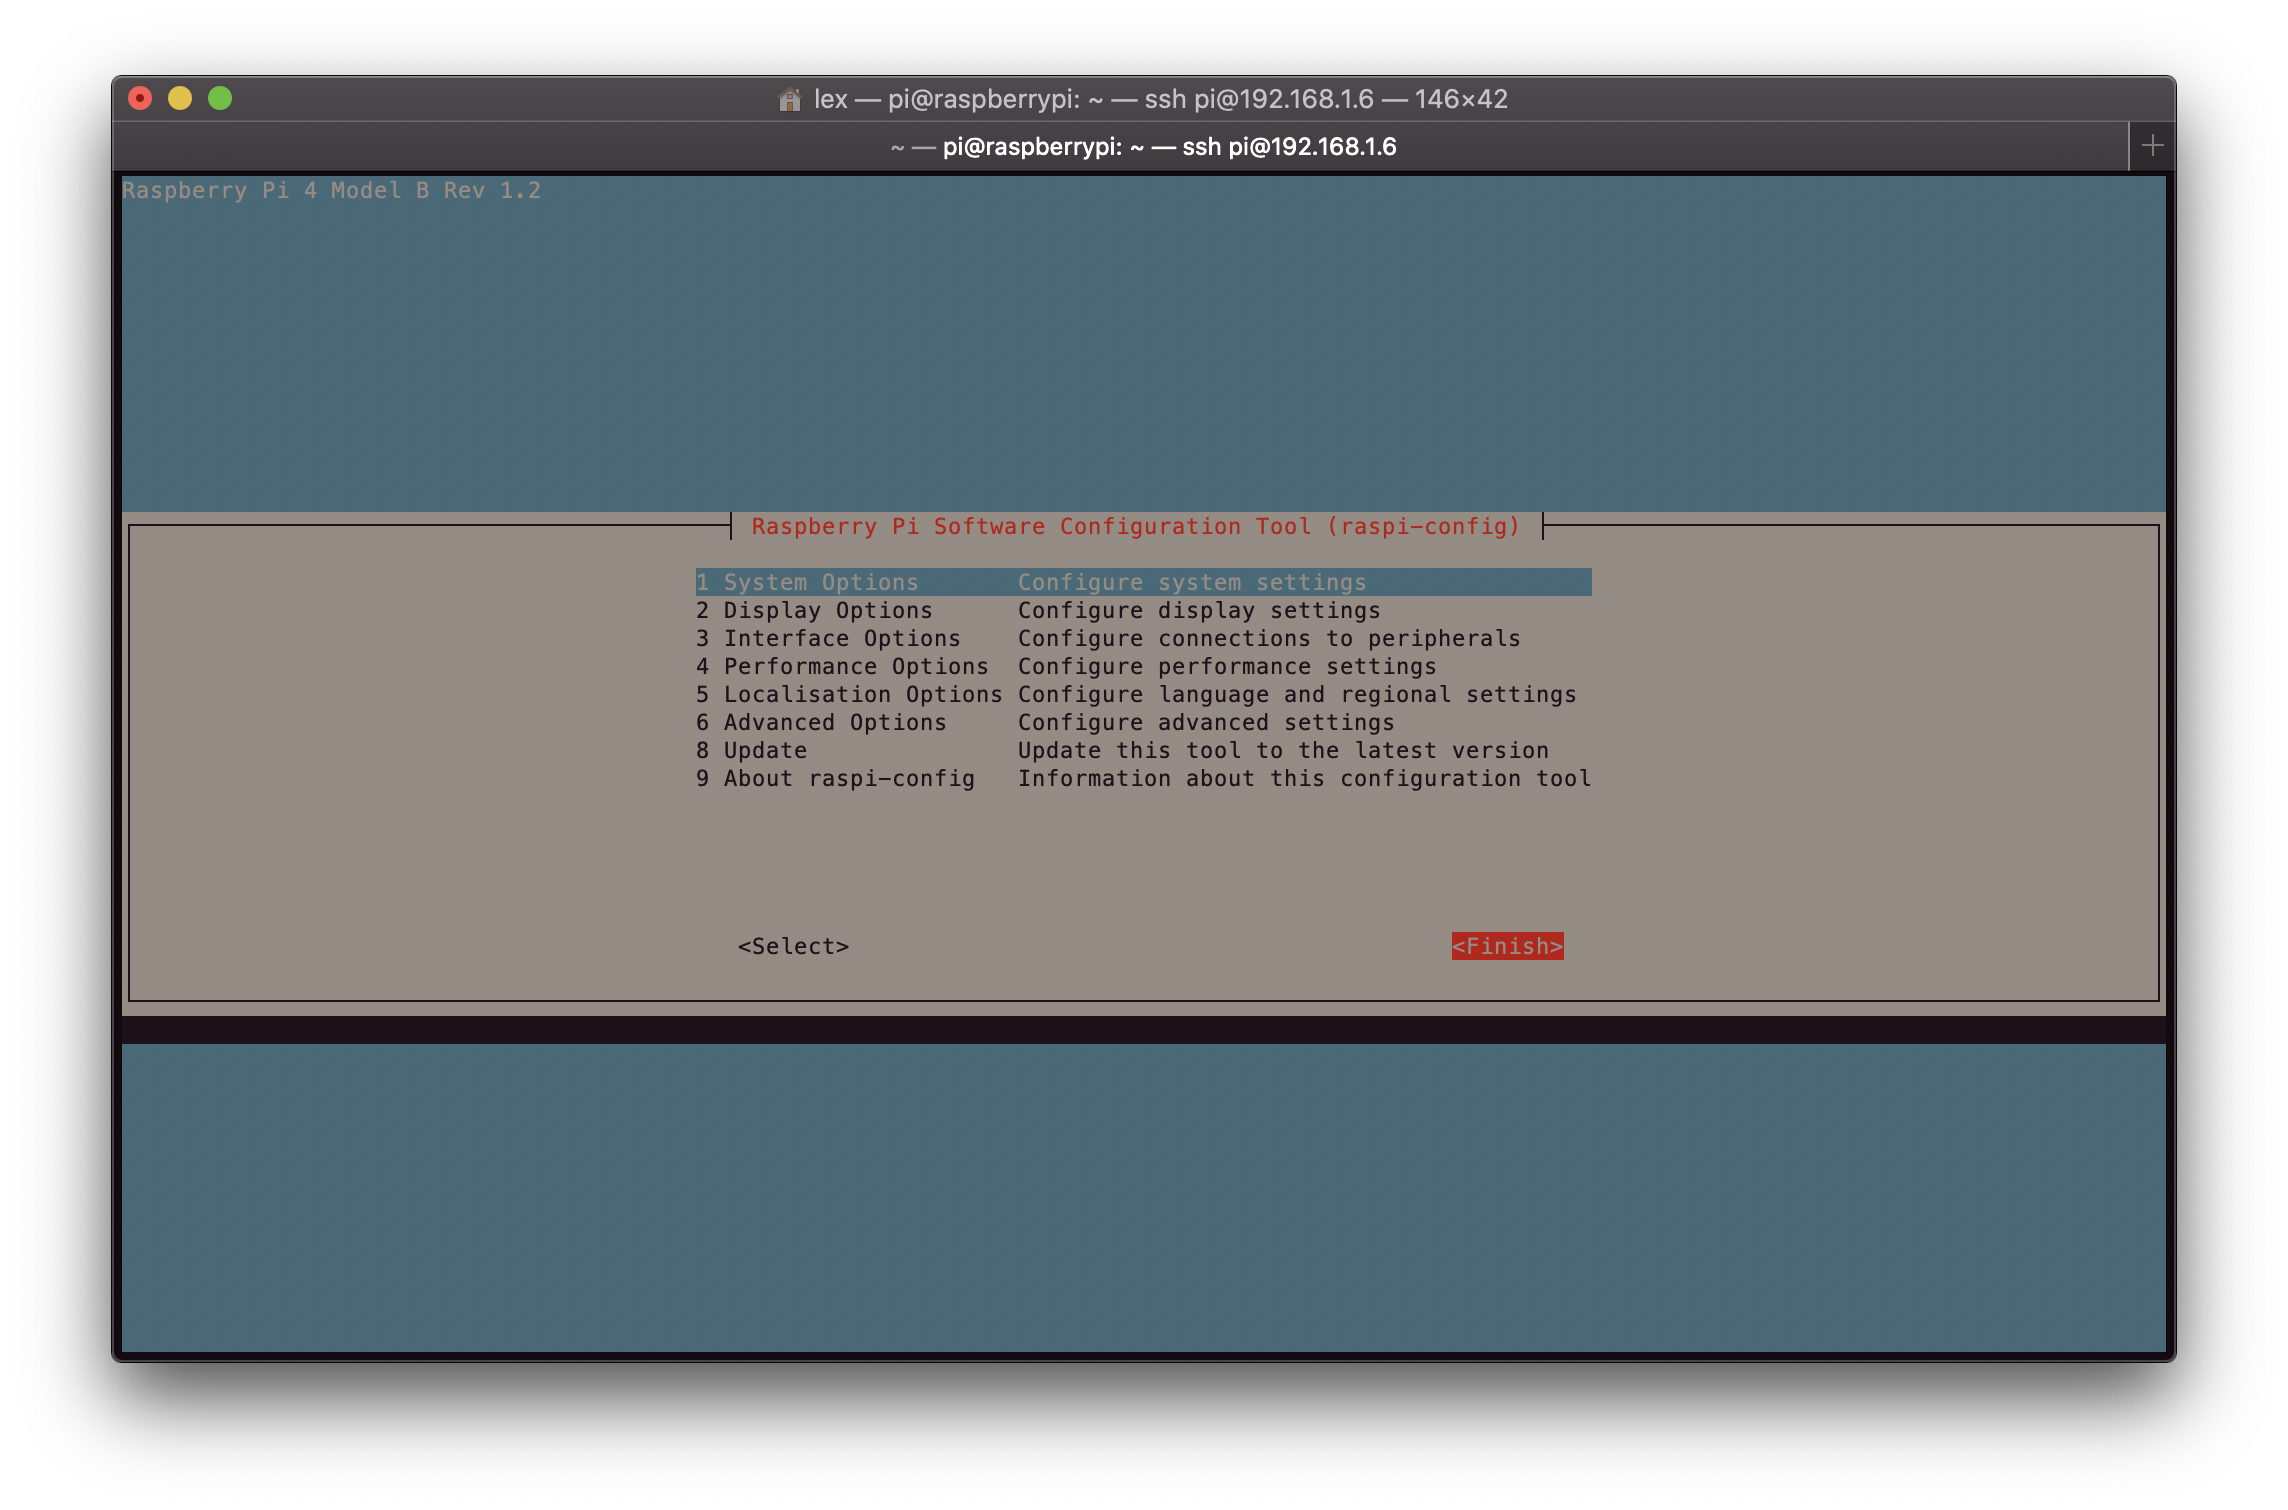 lex — pi@raspberrypi: ~ — ssh pi@192.168.1.6 — 146×42
~ — pi@raspberrypi: ~ — ssh pi@192.168.1.6
Raspberry Pi 4 Model B Rev 1.2
Raspberry Pi Software Configuration Tool (raspi-config)
1 System Options Configure system settings
2 Display Options Configure display settings
3 Interface Options Configure connections to peripherals
4 Performance Options Configure performance settings
5 Localisation Options Configure language and regional settings
6 Advanced Options Configure advanced settings
8 Update Update this tool to the latest version
9 About raspi-config Information about this configuration tool
<Select> <Finish>